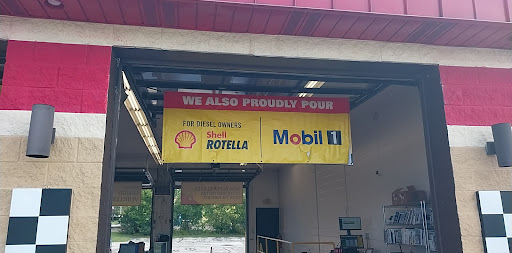 WE ALSO PROUDLY POUR
FOR DIESEL OWNERS
Shell
ROTELLA
Mobil 1